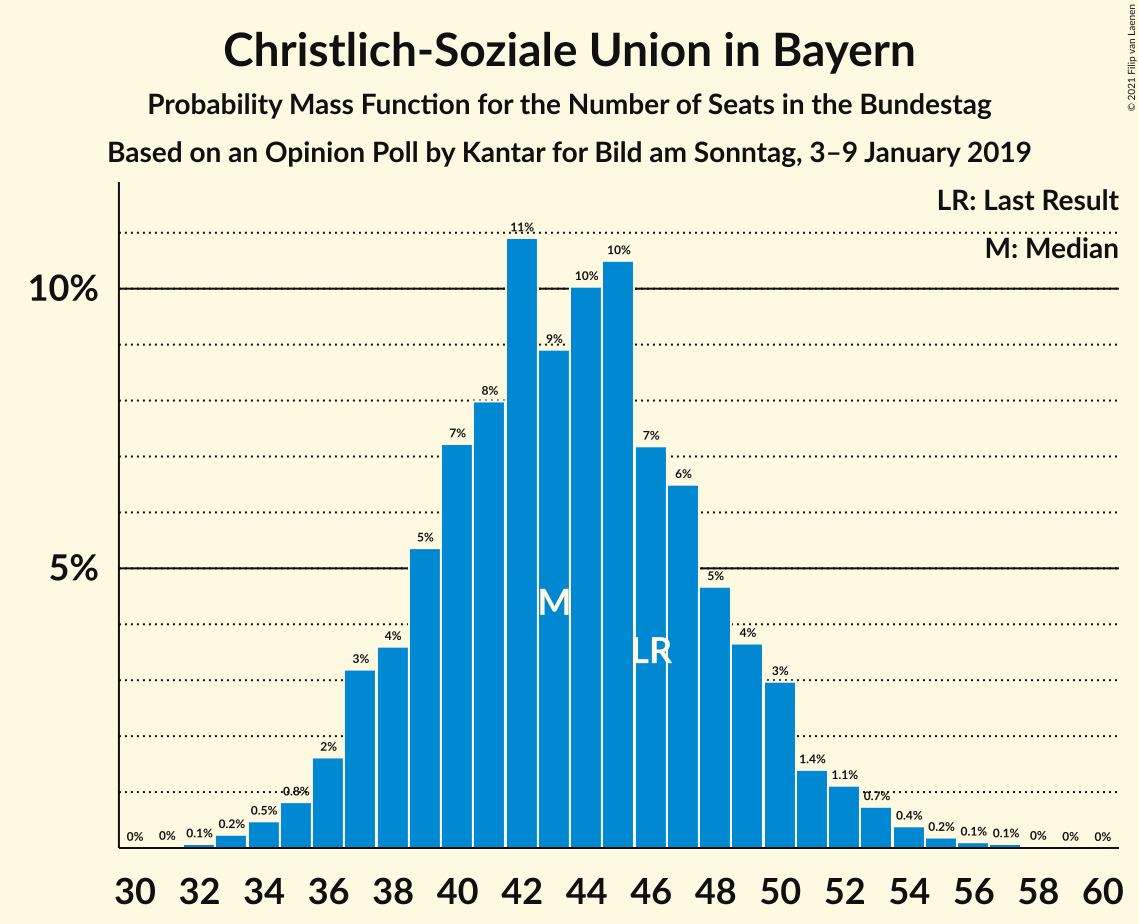 Christlich-Soziale Union in Bayern
Probability Mass Function for the Number of Seats in the Bundestag
Based on an Opinion Poll by Kantar for Bild am Sonntag, 3–9 January 2019
© 2021 Filip van Laenen
LR: Last Result
M: Median
10%
5%
0% 0% 0.1% 0.2% 0.5% 0.8% 2% 3% 4% 5% 7% 8% 11% 9% 10% 10% 7% 6% 5% 4% 3% 1.4% 1.1% 0.7% 0.4% 0.2% 0.1% 0.1% 0% 0% 0%
M
LR
30 32 34 36 38 40 42 44 46 48 50 52 54 56 58 60